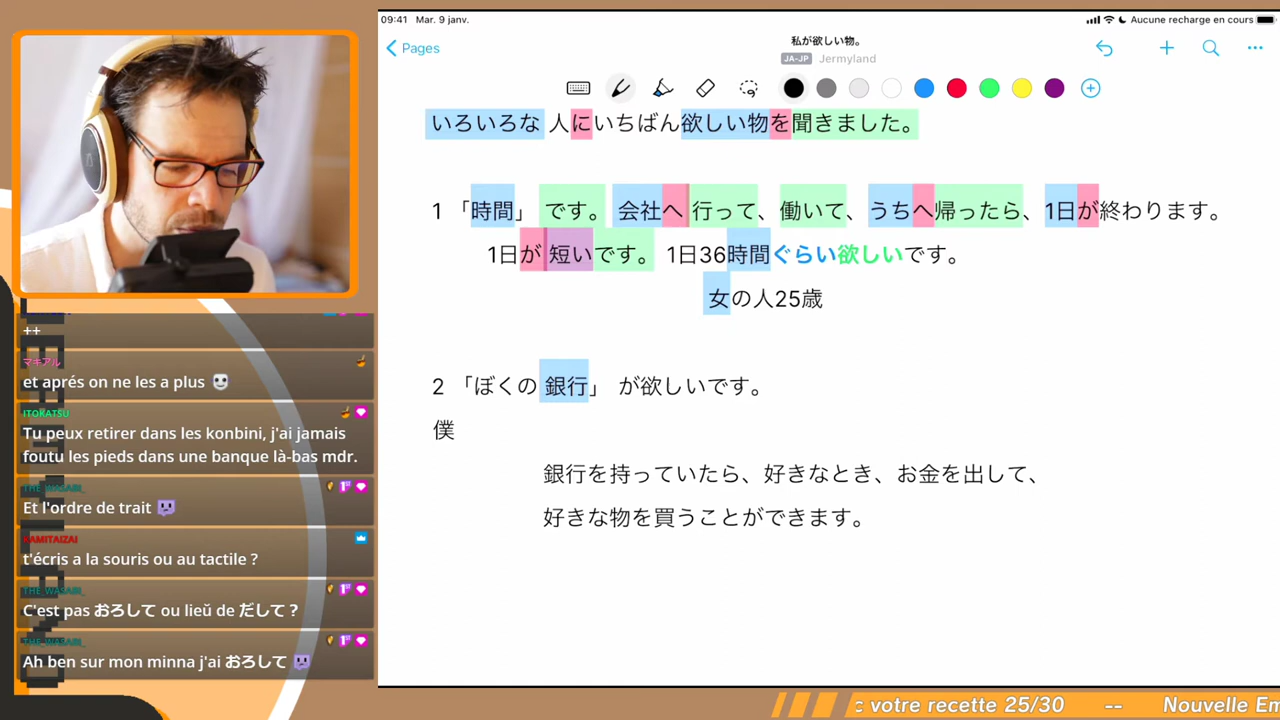 09:41 Mar. 9 janv.
Aucune recharge en cours
Pages
私が欲しい物。
JA-JP Jermyland
いろいろな 人にいちばん欲しい物を聞きました。
1 「時間」 です。 会社へ 行って、働いて、うちへ帰ったら、1日が終わります。
1日が 短いです。 1日36時間ぐらい欲しいです。
女の人25歳
2 「ぼくの 銀行」 が欲しいです。
僕
銀行を持っていたら、好きなとき、お金を出して、
好きな物を買うことができます。
++
マキアル
et aprés on ne les a plus
ITOKATSU
Tu peux retirer dans les konbini, j'ai jamais
foutu les pieds dans une banque là-bas mdr.
THE_WASABI_
Et l'ordre de trait
KAMITAIZAI
t'écris a la souris ou au tactile ?
THE_WASABI_
C'est pas おろして ou lieŭ de だして ?
THE_WASABI_
Ah ben sur mon minna j'ai おろして
votre recette 25/30 -- Nouvelle